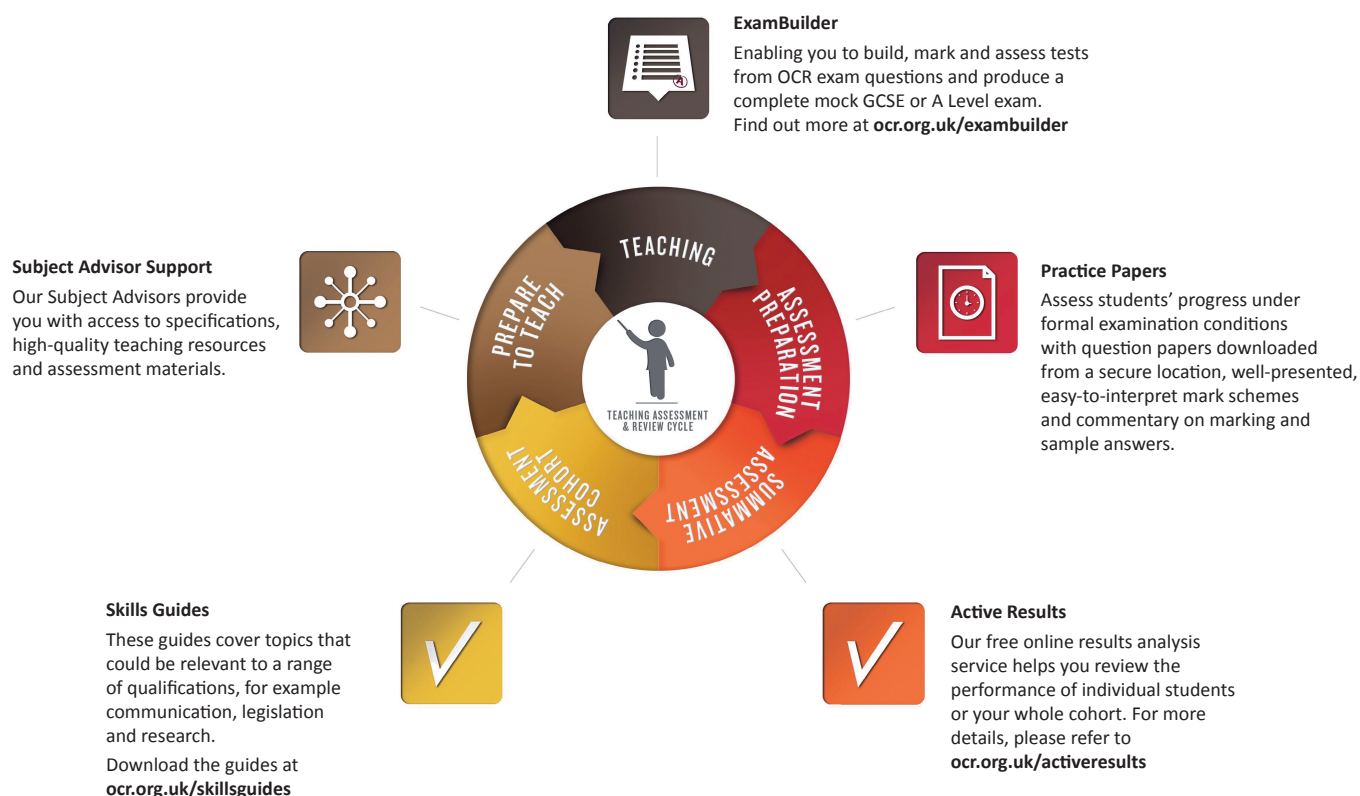 ExamBuilder
Enabling you to build, mark and assess tests
from OCR exam questions and produce a
complete mock GCSE or A Level exam.
Find out more at ocr.org.uk/exambuilder
Subject Advisor Support
Our Subject Advisors provide
you with access to specifications,
high-quality teaching resources
and assessment materials.
TEACHING
PREPARE
TO TEACH
ASSESSMENT
PREPARATION
SUMMATIVE
ASSESSMENT
ASSESSMENT
COHORT
TEACHING ASSESSMENT
& REVIEW CYCLE
Practice Papers
Assess students’ progress under
formal examination conditions
with question papers downloaded
from a secure location, well-presented,
easy-to-interpret mark schemes
and commentary on marking and
sample answers.
Skills Guides
These guides cover topics that
could be relevant to a range
of qualifications, for example
communication, legislation
and research.
Download the guides at
ocr.org.uk/skillsguides
Active Results
Our free online results analysis
service helps you review the
performance of individual students
or your whole cohort. For more
details, please refer to
ocr.org.uk/activeresults
A